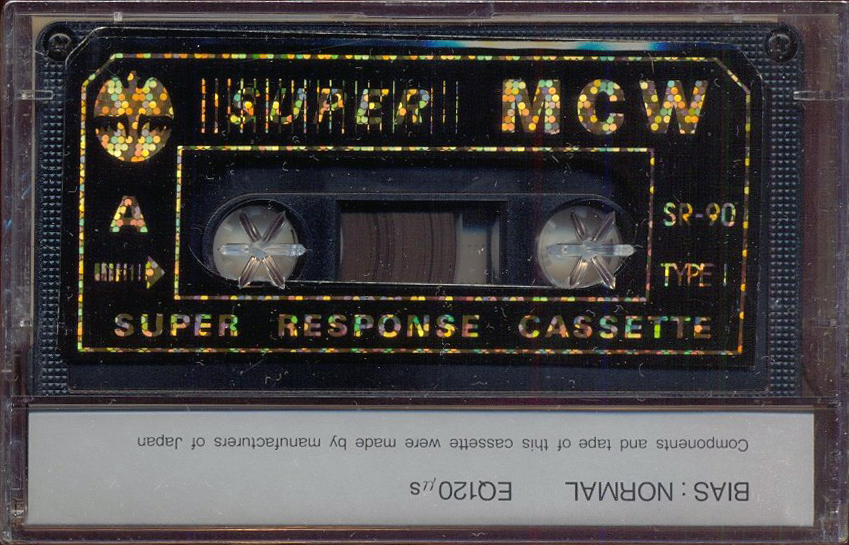 SUPER MCW
A
SR-90
TYPE I
SUPER RESPONSE CASSETTE
BIAS : NORMAL EQ120µs
Components and tape of this cassette were made by manufacturers of Japan